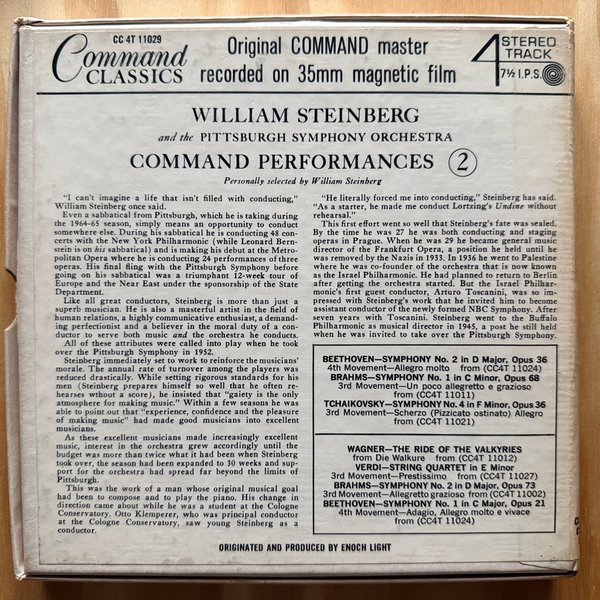 CC 4T 11029
Command
CLASSICS
Original COMMAND master
recorded on 35mm magnetic film
4 STEREO
TRACK
7½ I.P.S.
WILLIAM STEINBERG
and the PITTSBURGH SYMPHONY ORCHESTRA
COMMAND PERFORMANCES 2
Personally selected by William Steinberg
"I can't imagine a life that isn't filled with conducting,"
William Steinberg once said.
Even a sabbatical from Pittsburgh, which he is taking during
the 1964-65 season, simply means an opportunity to conduct
somewhere else. During his sabbatical he is conducting 48 con-
certs with the New York Philharmonic (while Leonard Bern-
stein is on his sabbatical) and is making his debut at the Metro-
politan Opera where he is conducting 24 performances of three
operas. His final fling with the Pittsburgh Symphony before
going on his sabbatical was a triumphant 12-week tour of
Europe and the Near East under the sponsorship of the State
Department.
Like all great conductors, Steinberg is more than just a
superb musician. He is also a masterful artist in the field of
human relations, a highly communicative enthusiast, a demand-
ing perfectionist and a believer in the moral duty of a con-
ductor to serve both music and the orchestra he conducts.
All of these attributes were called into play when he took
over the Pittsburgh Symphony in 1952.
Steinberg immediately set to work to reinforce the musicians'
morale. The annual rate of turnover among the players was
reduced drastically. While setting rigorous standards for his
men (Steinberg prepares himself so well that he often re-
hearses without a score), he insisted that "gaiety is the only
atmosphere for making music." Within a few seasons he was
able to point out that "experience, confidence and the pleasure
of making music" had made good musicians into excellent
musicians.
As these excellent musicians made increasingly excellent
music, interest in the orchestra grew accordingly until the
budget was more than twice what it had been when Steinberg
took over, the season had been expanded to 30 weeks and sup-
port for the orchestra had spread far beyond the limits of
Pittsburgh.
This was the work of a man whose original musical goal
had been to compose and to play the piano. His change in
direction came about while he was a student at the Cologne
Conservatory. Otto Klemperer, who was principal conductor
at the Cologne Conservatory, saw young Steinberg as a
conductor.
"He literally forced me into conducting," Steinberg has said.
"As a starter, he made me conduct Lortzing's Undine without
rehearsal."
This first effort went so well that Steinberg's fate was sealed.
By the time he was 27 he was both conducting and staging
operas in Prague. When he was 29 he became general music
director of the Frankfurt Opera, a position he held until he
was removed by the Nazis in 1933. In 1936 he went to Palestine
where he was co-founder of the orchestra that is now known
as the Israel Philharmonic. He had planned to return to Berlin
after getting the orchestra started. But the Israel Philhar-
monic's first guest conductor, Arturo Toscanini, was so im-
pressed with Steinberg's work that he invited him to become
assistant conductor of the newly formed NBC Symphony. After
seven years with Toscanini, Steinberg went to the Buffalo
Philharmonic as musical director in 1945, a post he still held
when he was invited to take over the Pittsburgh Symphony.
BEETHOVEN—SYMPHONY No. 2 in D Major, Opus 36
4th Movement—Allegro molto from (CC4T 11024)
BRAHMS—SYMPHONY No. 1 in C Minor, Opus 68
3rd Movement—Un poco allegretto e grazioso
from (CC4T 11011)
TCHAIKOVSKY—SYMPHONY No. 4 in F Minor, Opus 36
3rd Movement—Scherzo (Pizzicato ostinato) Allegro
from (CC4T 11021)
WAGNER—THE RIDE OF THE VALKYRIES
from Die Walkure from (CC4T 11012)
VERDI—STRING QUARTET in E Minor
3rd Movement—Prestissimo from (CC4T 11027)
BRAHMS—SYMPHONY No. 2 in D Major, Opus 73
3rd Movement—Allegretto grazioso from (CC4T 11002)
BEETHOVEN—SYMPHONY No. 1 in C Major, Opus 21
4th Movement—Adagio, Allegro molto e vivace
from (CC4T 11024)
ORIGINATED AND PRODUCED BY ENOCH LIGHT